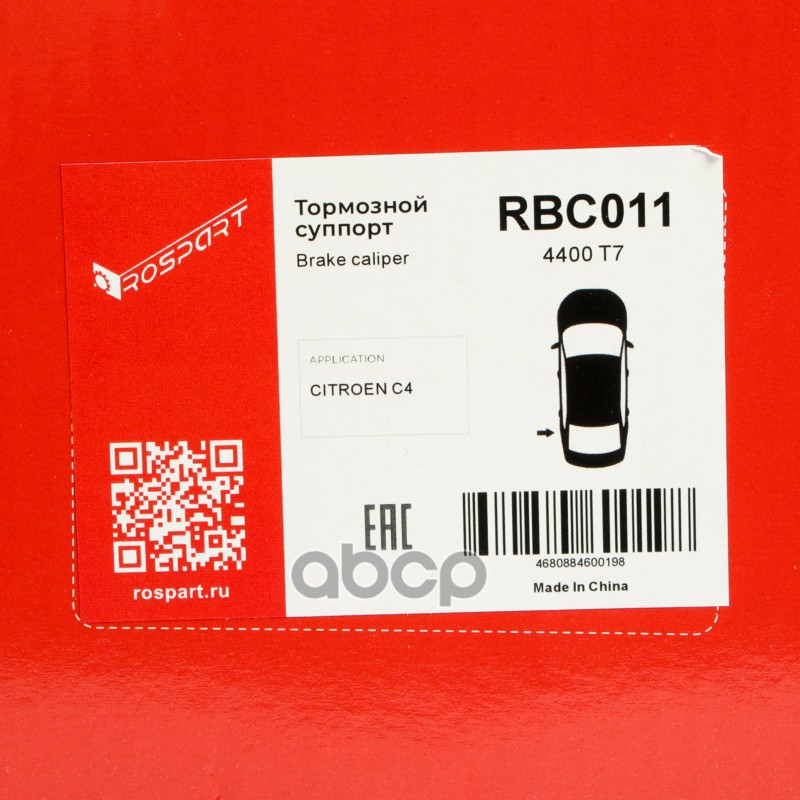 ROSPART
Тормозной
суппорт
Brake caliper
RBC011
4400 T7
APPLICATION
CITROEN C4
EAC
abcp
4680884600198
Made In China
rospart.ru